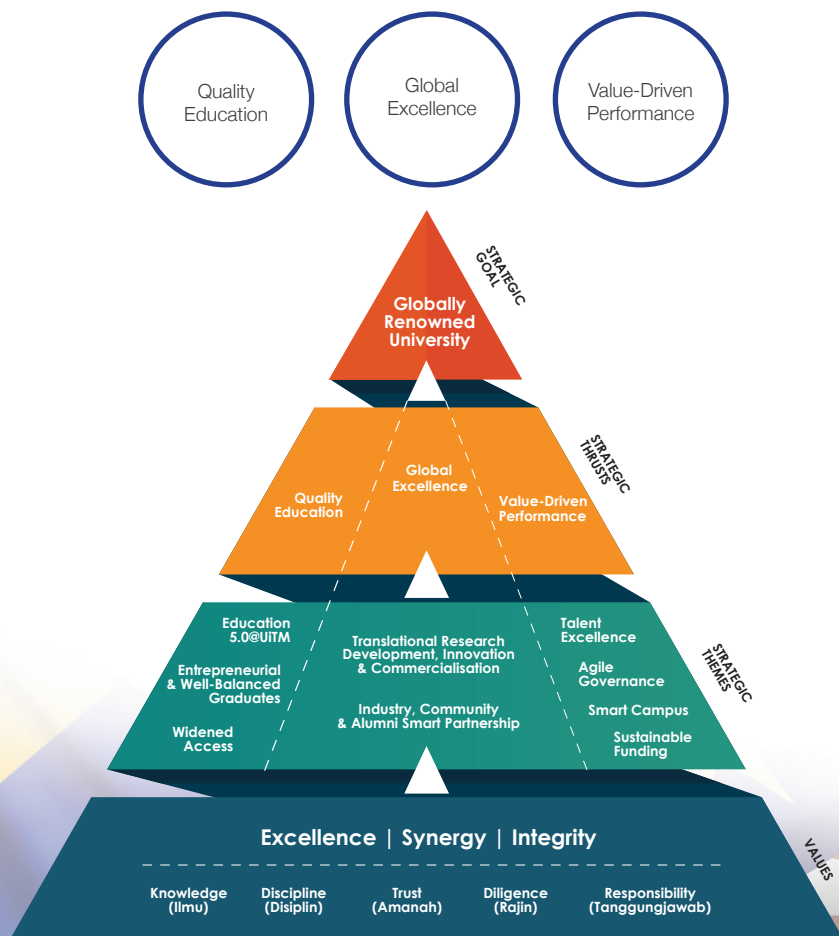 Quality
Education
Global
Excellence
Value-Driven
Performance
STRATEGIC
GOAL
Globally
Renowned
University
STRATEGIC
THRUSTS
Quality
Education
Global
Excellence
Value-Driven
Performance
STRATEGIC
THEMES
Education
5.0@UiTM
Entrepreneurial
& Well-Balanced
Graduates
Widened
Access
Translational Research
Development, Innovation
& Commercialisation
Industry, Community
& Alumni Smart Partnership
Talent
Excellence
Agile
Governance
Smart Campus
Sustainable
Funding
VALUES
Excellence | Synergy | Integrity
Knowledge
(Ilmu)
Discipline
(Disiplin)
Trust
(Amanah)
Diligence
(Rajin)
Responsibility
(Tanggungjawab)